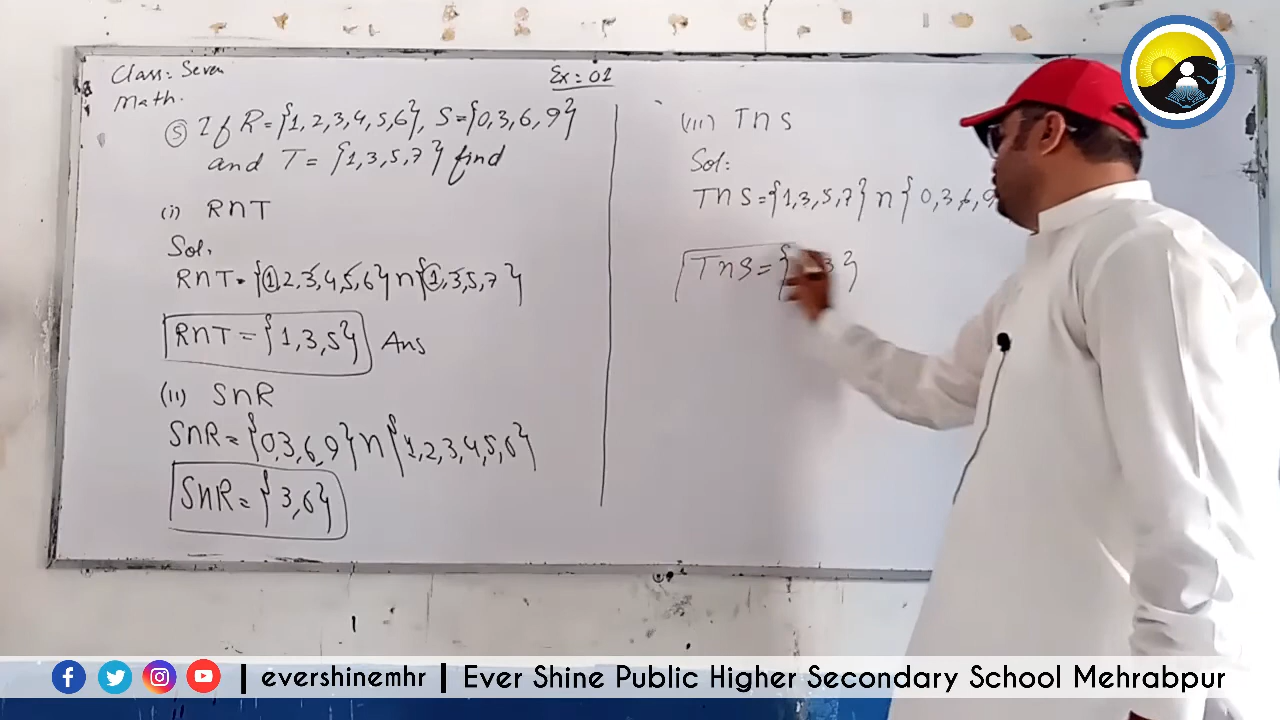 Class: Seven
Math.
Ex:01
(5) If R={1,2,3,4,5,6}, S={0,3,6,9}
and T= {1,3,5,7} find
(i) R∩T
Sol.
R∩T={1,2,3,4,5,6}∩{1,3,5,7}
R∩T={1,3,5} Ans
(ii) S∩R
S∩R={0,3,6,9}∩{1,2,3,4,5,6}
S∩R={3,6}
(iii) T∩S
Sol:
T∩S={1,3,5,7}∩{0,3,6,9
T∩S={3}
| evershinemhr | Ever Shine Public Higher Secondary School Mehrabpur